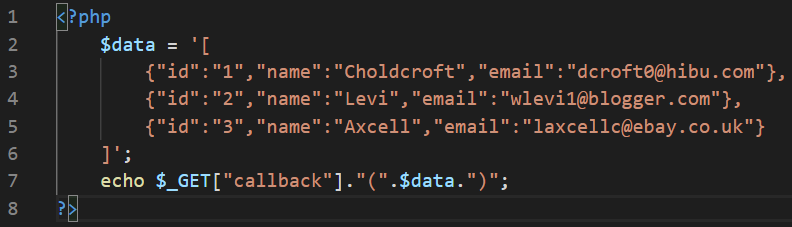 1 <?php
2     $data = '[
3         {"id":"1","name":"Choldcroft","email":"dcroft0@hibu.com"},
4         {"id":"2","name":"Levi","email":"wlevi1@blogger.com"},
5         {"id":"3","name":"Axcell","email":"laxcellc@ebay.co.uk"}
6     ]';
7     echo $_GET["callback"]."(".$data.")";
8 ?>